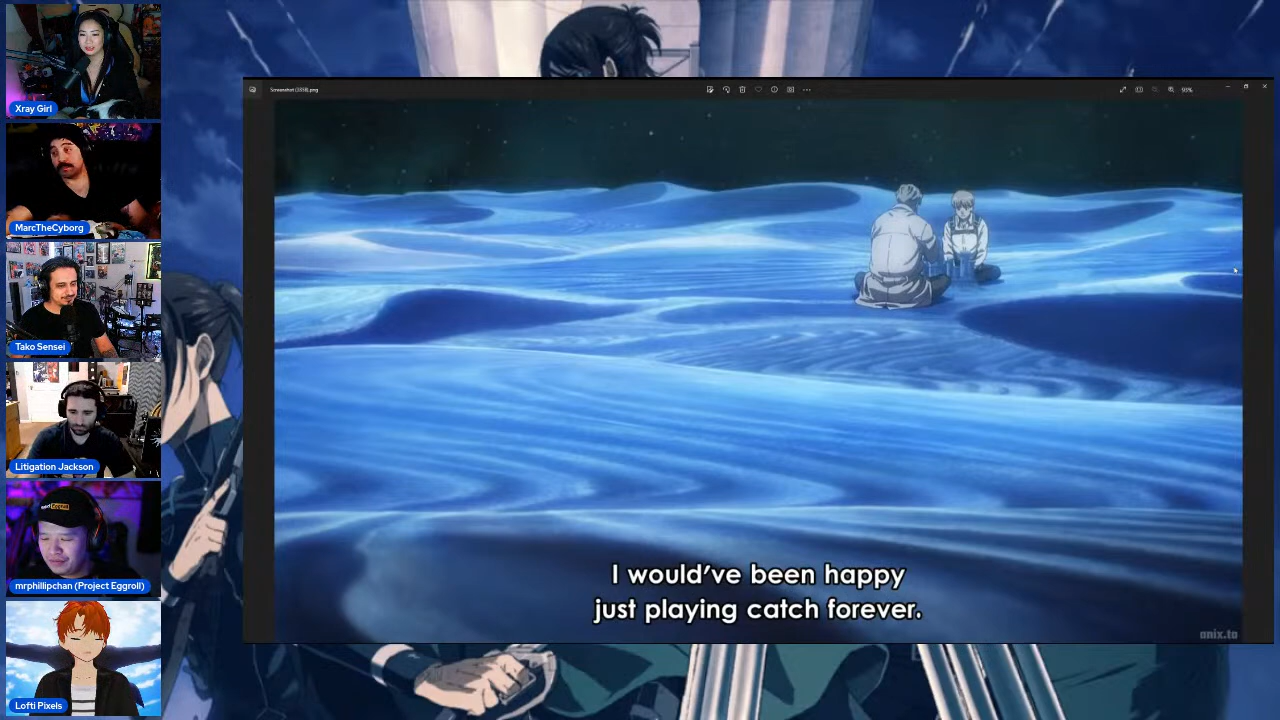 Xray Girl
MarcTheCyborg
Tako Sensei
Litigation Jackson
mrphillipchan (Project Eggroll)
Lofti Pixels
93%
I would've been happy
just playing catch forever.
anix.to